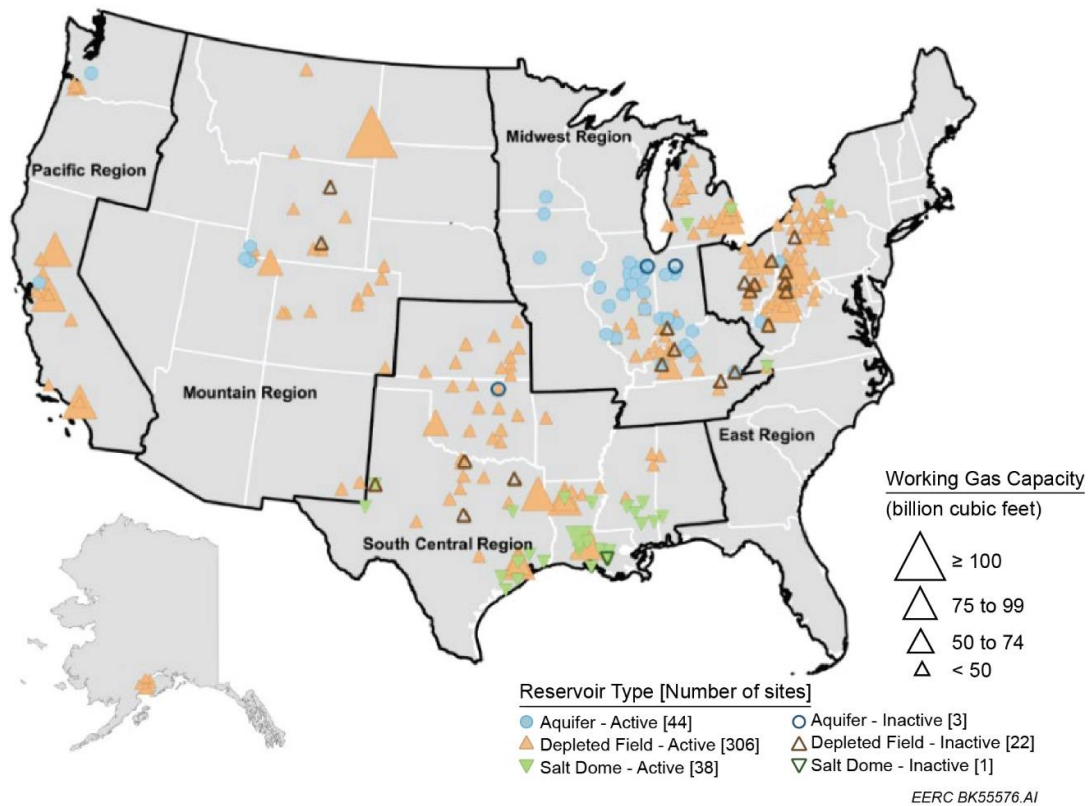 Midwest Region
Pacific Region
Mountain Region
East Region
South Central Region
Working Gas Capacity
(billion cubic feet)
≥ 100
75 to 99
50 to 74
< 50
Reservoir Type [Number of sites]
Aquifer - Active [44]
Aquifer - Inactive [3]
Depleted Field - Active [306]
Depleted Field - Inactive [22]
Salt Dome - Active [38]
Salt Dome - Inactive [1]
EERC BK55576.AI